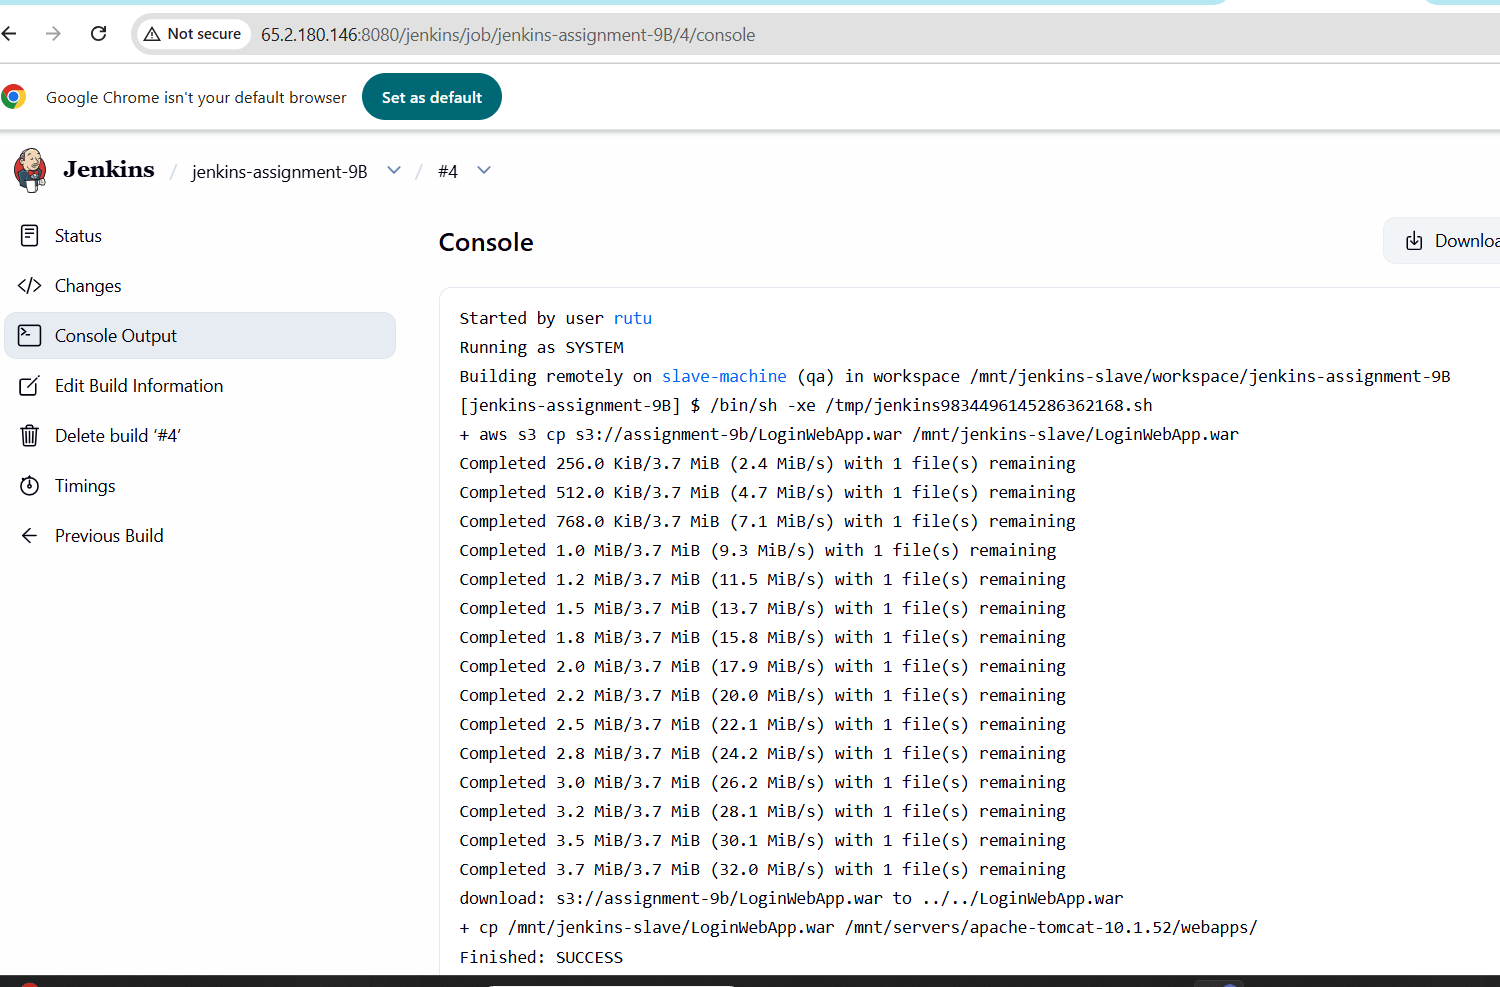 Not secure
65.2.180.146:8080/jenkins/job/jenkins-assignment-9B/4/console
Google Chrome isn't your default browser
Set as default
Jenkins / jenkins-assignment-9B / #4
Status
Changes
Console Output
Edit Build Information
Delete build ‘#4’
Timings
Previous Build
Console
Downloa
Started by user rutu
Running as SYSTEM
Building remotely on slave-machine (qa) in workspace /mnt/jenkins-slave/workspace/jenkins-assignment-9B
[jenkins-assignment-9B] $ /bin/sh -xe /tmp/jenkins9834496145286362168.sh
+ aws s3 cp s3://assignment-9b/LoginWebApp.war /mnt/jenkins-slave/LoginWebApp.war
Completed 256.0 KiB/3.7 MiB (2.4 MiB/s) with 1 file(s) remaining
Completed 512.0 KiB/3.7 MiB (4.7 MiB/s) with 1 file(s) remaining
Completed 768.0 KiB/3.7 MiB (7.1 MiB/s) with 1 file(s) remaining
Completed 1.0 MiB/3.7 MiB (9.3 MiB/s) with 1 file(s) remaining
Completed 1.2 MiB/3.7 MiB (11.5 MiB/s) with 1 file(s) remaining
Completed 1.5 MiB/3.7 MiB (13.7 MiB/s) with 1 file(s) remaining
Completed 1.8 MiB/3.7 MiB (15.8 MiB/s) with 1 file(s) remaining
Completed 2.0 MiB/3.7 MiB (17.9 MiB/s) with 1 file(s) remaining
Completed 2.2 MiB/3.7 MiB (20.0 MiB/s) with 1 file(s) remaining
Completed 2.5 MiB/3.7 MiB (22.1 MiB/s) with 1 file(s) remaining
Completed 2.8 MiB/3.7 MiB (24.2 MiB/s) with 1 file(s) remaining
Completed 3.0 MiB/3.7 MiB (26.2 MiB/s) with 1 file(s) remaining
Completed 3.2 MiB/3.7 MiB (28.1 MiB/s) with 1 file(s) remaining
Completed 3.5 MiB/3.7 MiB (30.1 MiB/s) with 1 file(s) remaining
Completed 3.7 MiB/3.7 MiB (32.0 MiB/s) with 1 file(s) remaining
download: s3://assignment-9b/LoginWebApp.war to ../../LoginWebApp.war
+ cp /mnt/jenkins-slave/LoginWebApp.war /mnt/servers/apache-tomcat-10.1.52/webapps/
Finished: SUCCESS